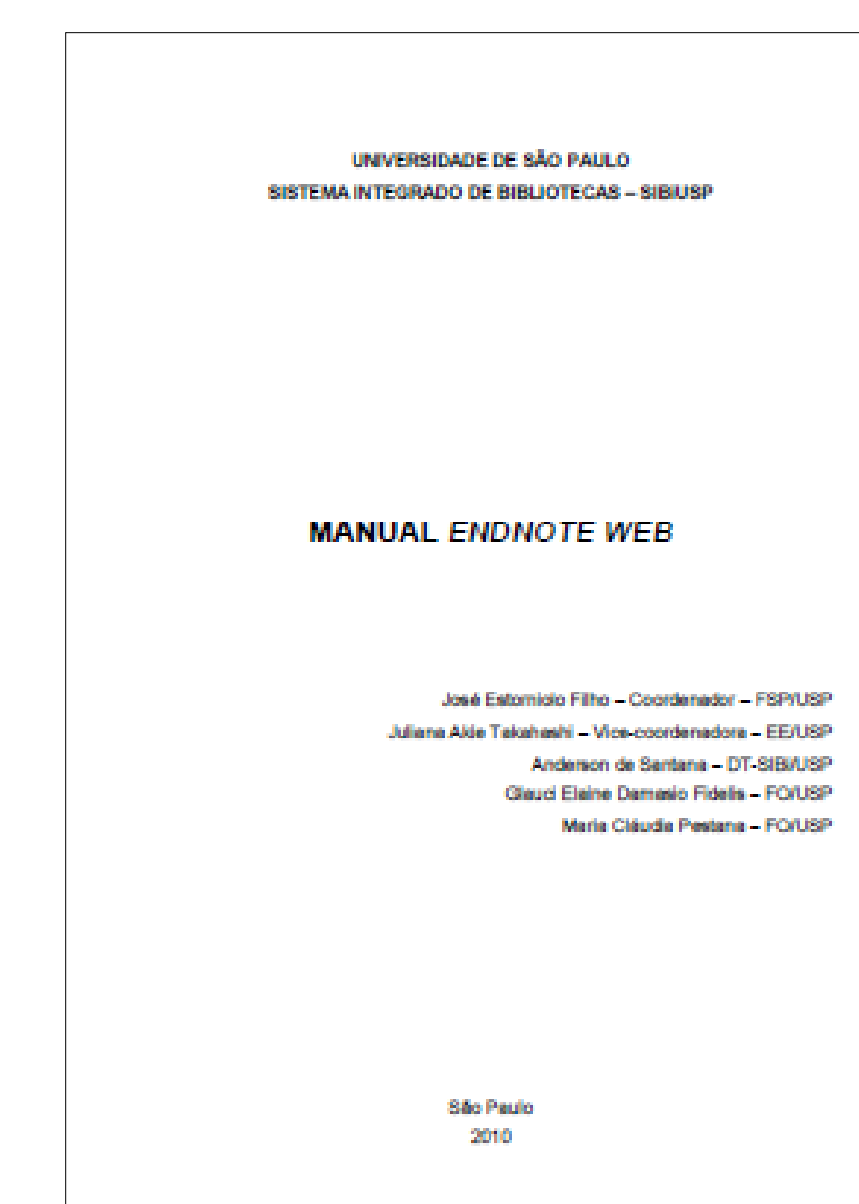 UNIVERSIDADE DE SÃO PAULO
SISTEMA INTEGRADO DE BIBLIOTECAS – SIBIUSP
MANUAL ENDNOTE WEB
José Estorniolo Filho – Coordenador – FSP/USP
Juliana Akie Takahashi – Vice-coordenadora – EE/USP
Anderson de Santana – DT-SIBI/USP
Glauci Elaine Damasio Fidelis – FO/USP
Maria Cláudia Pestana – FO/USP
São Paulo
2010